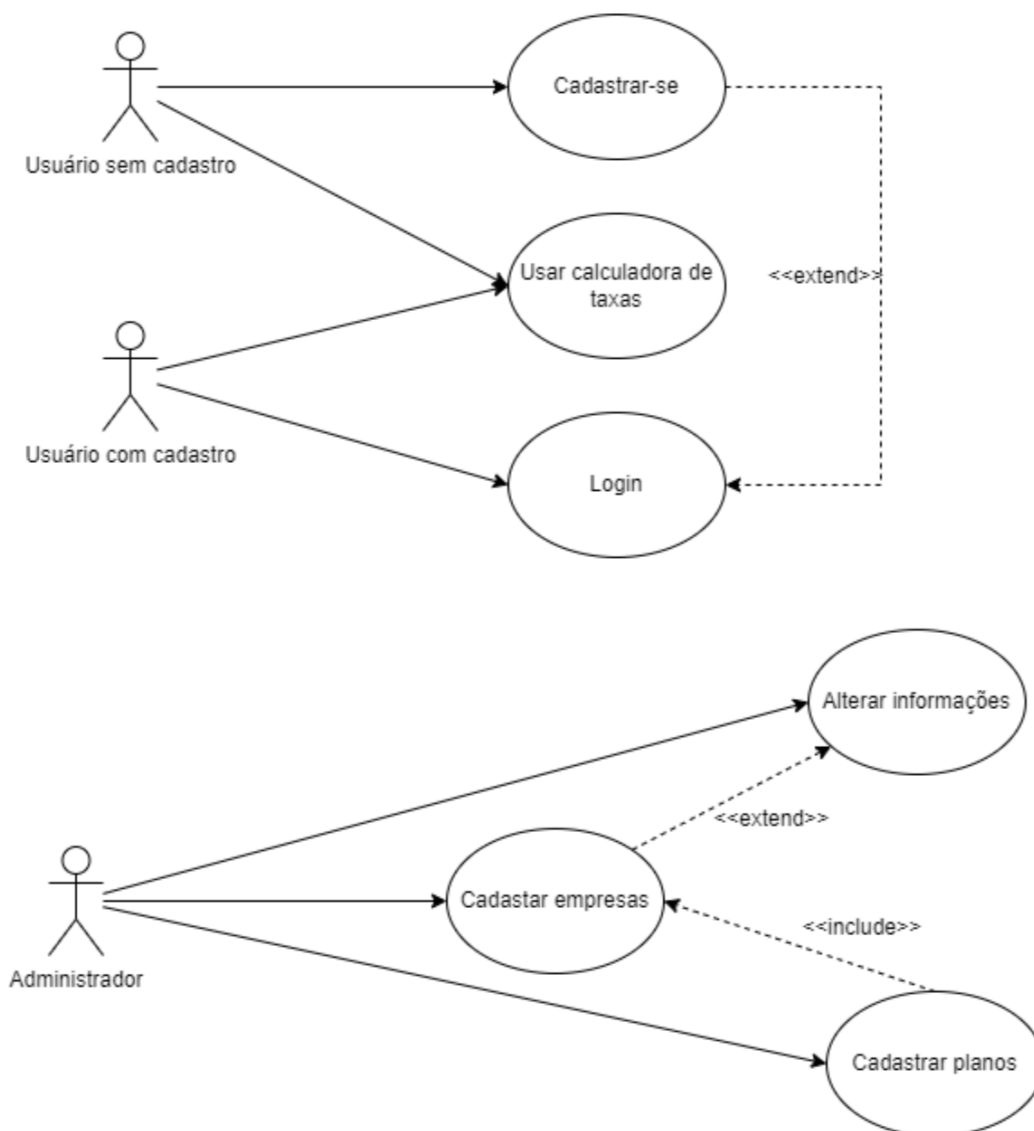 Cadastrar-se
Usuário sem cadastro
Usar calculadora de
taxas
<<extend>>
Usuário com cadastro
Login
Alterar informações
<<extend>>
Cadastar empresas
<<include>>
Administrador
Cadastrar planos